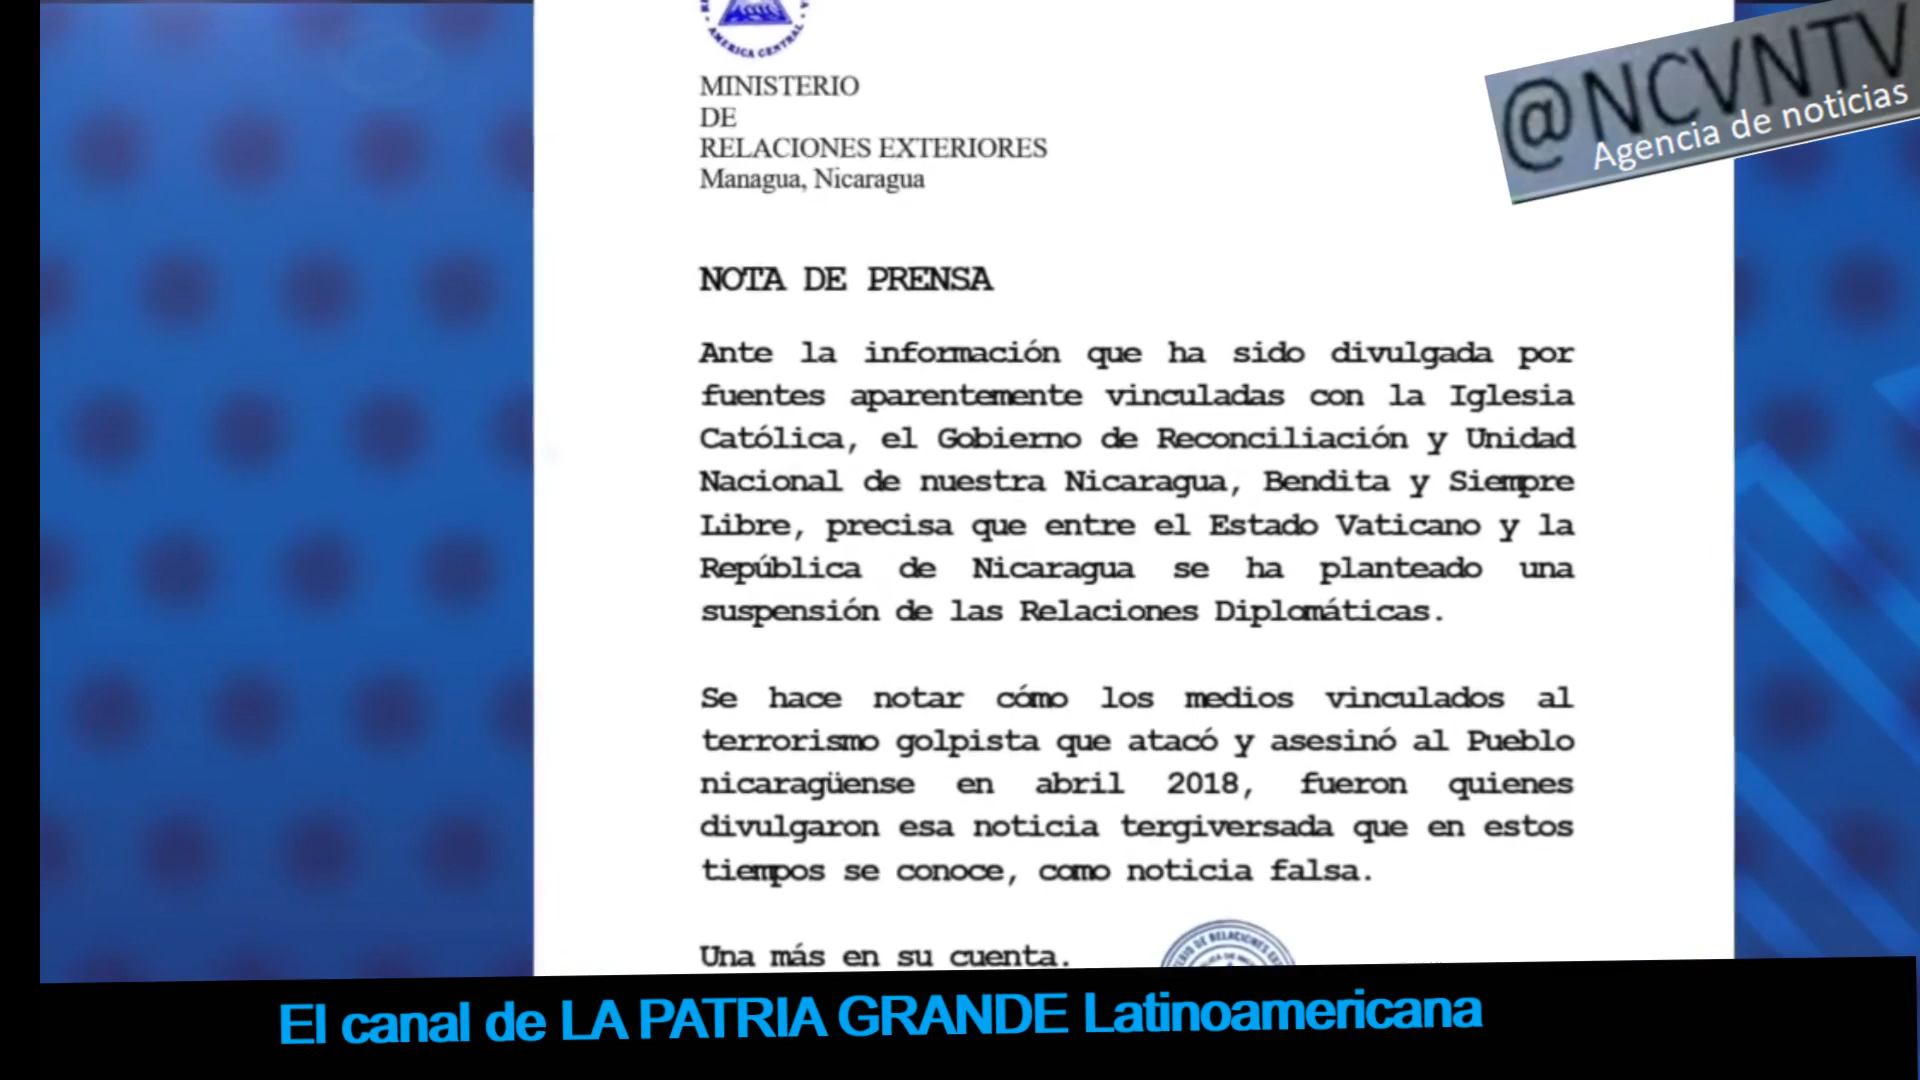 AMERICA CENTRAL
MINISTERIO
DE
RELACIONES EXTERIORES
Managua, Nicaragua
@NCVNTV
Agencia de noticias
NOTA DE PRENSA
Ante la información que ha sido divulgada por
fuentes aparentemente vinculadas con la Iglesia
Católica, el Gobierno de Reconciliación y Unidad
Nacional de nuestra Nicaragua, Bendita y Siempre
Libre, precisa que entre el Estado Vaticano y la
República de Nicaragua se ha planteado una
suspensión de las Relaciones Diplomáticas.
Se hace notar cómo los medios vinculados al
terrorismo golpista que atacó y asesinó al Pueblo
nicaragüense en abril 2018, fueron quienes
divulgaron esa noticia tergiversada que en estos
tiempos se conoce, como noticia falsa.
Una más en su cuenta.
DE RELACIONES
El canal de LA PATRIA GRANDE Latinoamericana